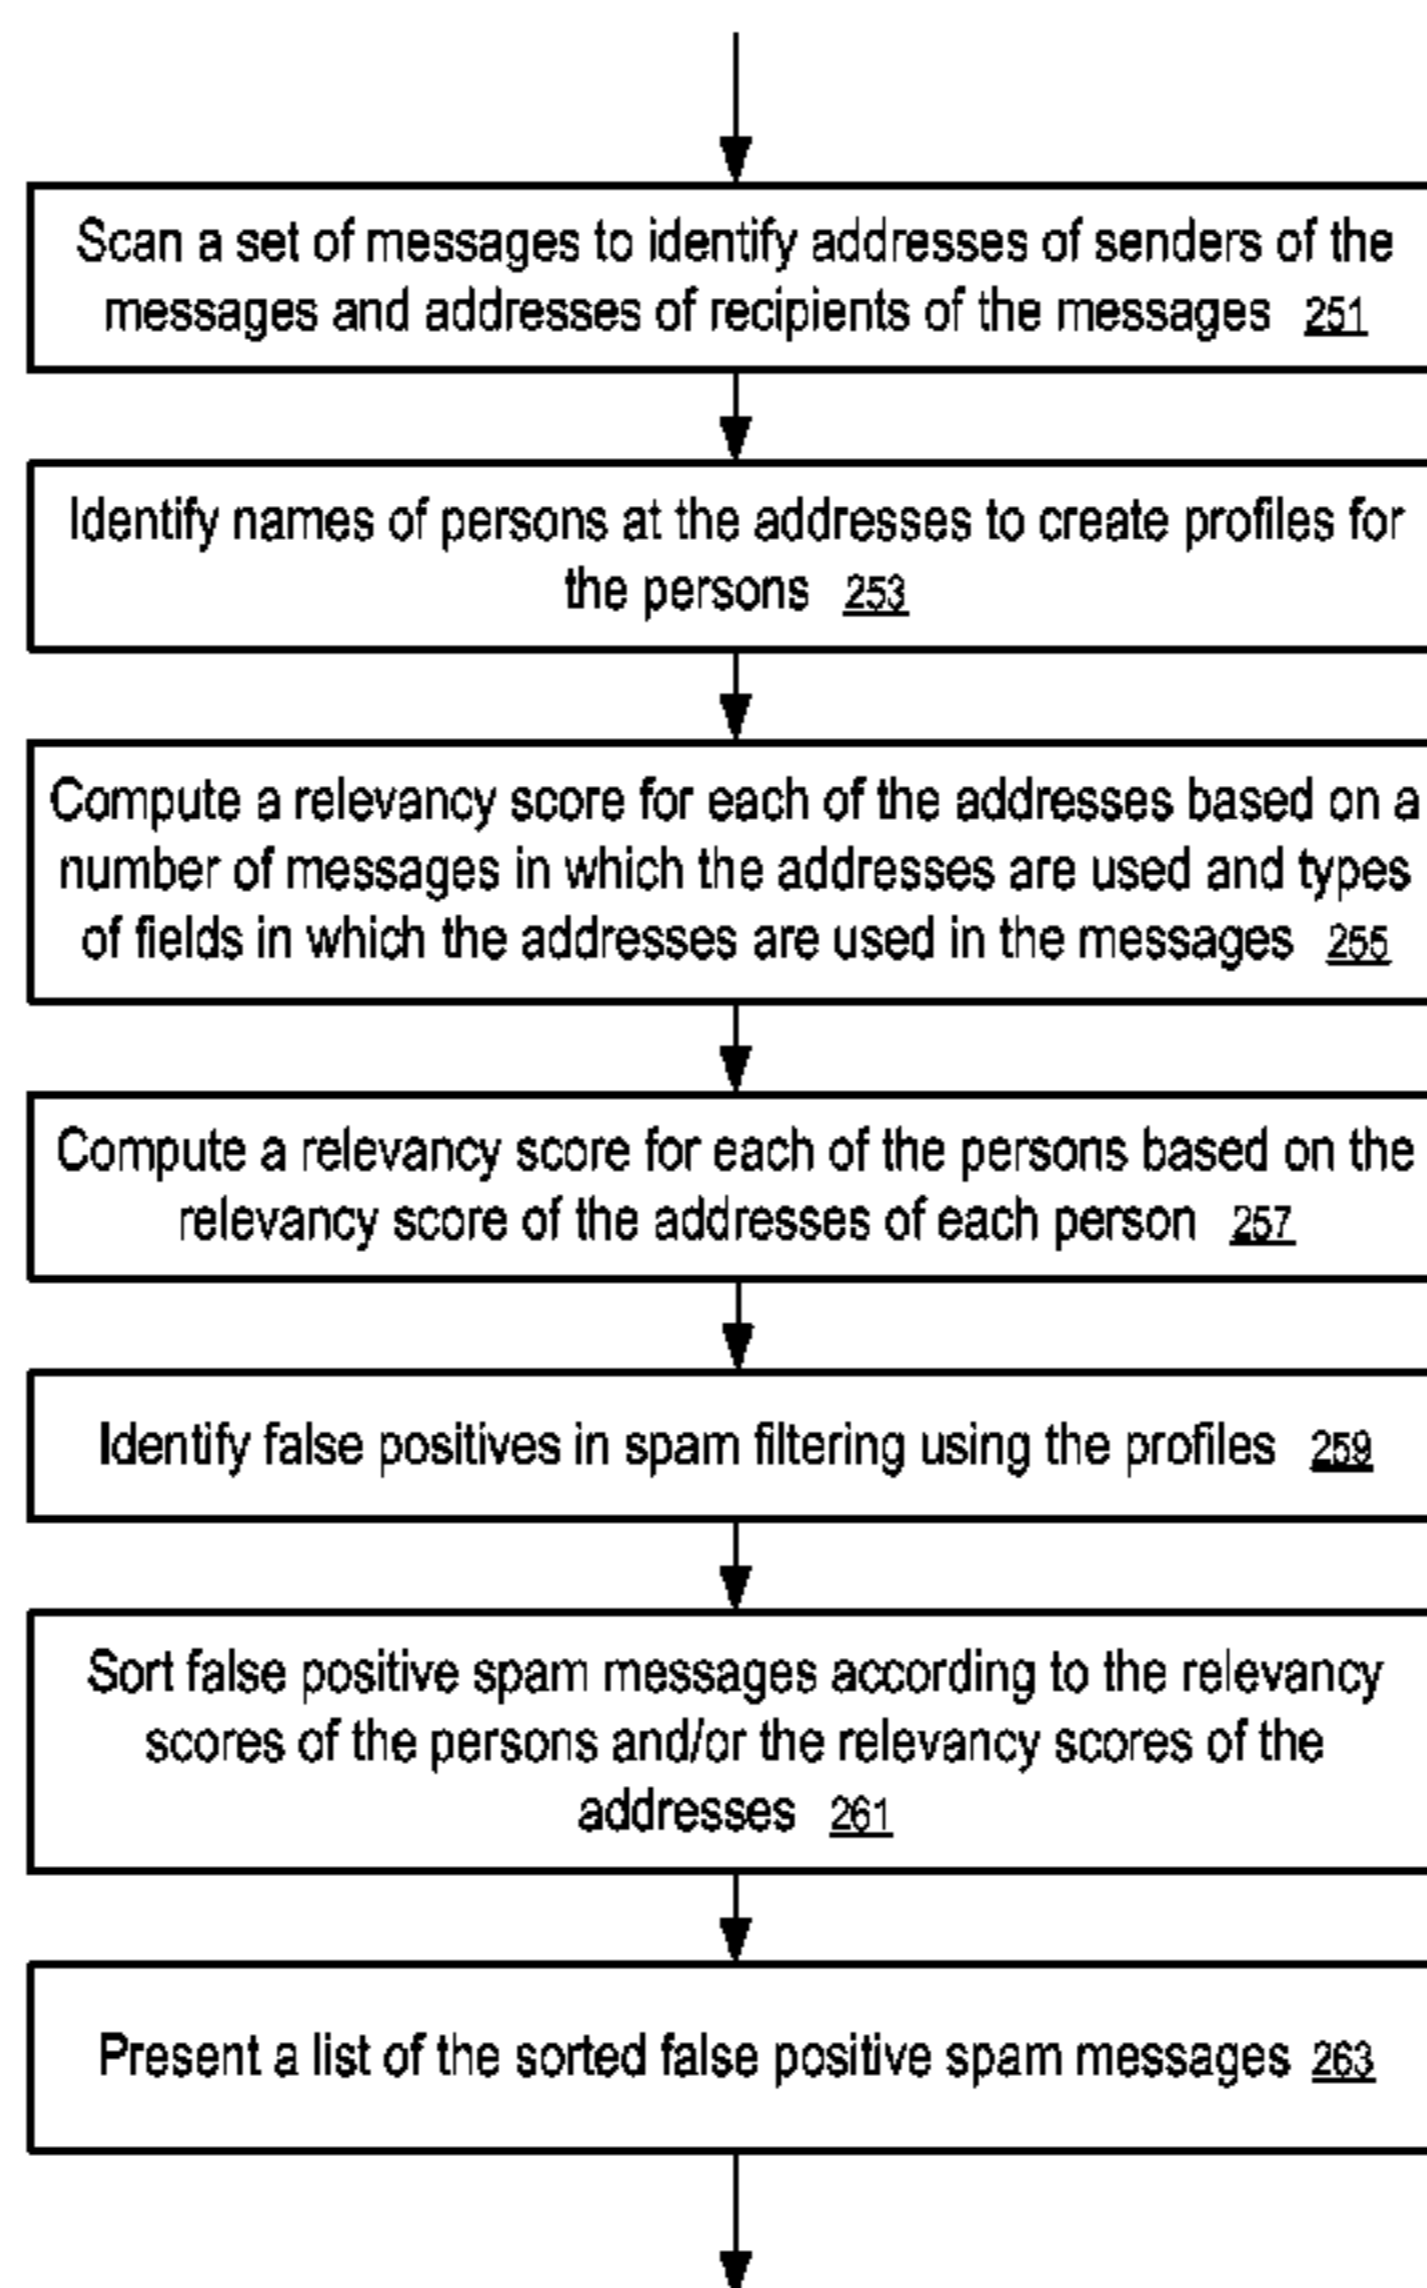 Scan a set of messages to identify addresses of senders of the
messages and addresses of recipients of the messages 251
Identify names of persons at the addresses to create profiles for
the persons 253
Compute a relevancy score for each of the addresses based on a
number of messages in which the addresses are used and types
of fields in which the addresses are used in the messages 255
Compute a relevancy score for each of the persons based on the
relevancy score of the addresses of each person 257
Identify false positives in spam filtering using the profiles 259
Sort false positive spam messages according to the relevancy
scores of the persons and/or the relevancy scores of the
addresses 261
Present a list of the sorted false positive spam messages 263